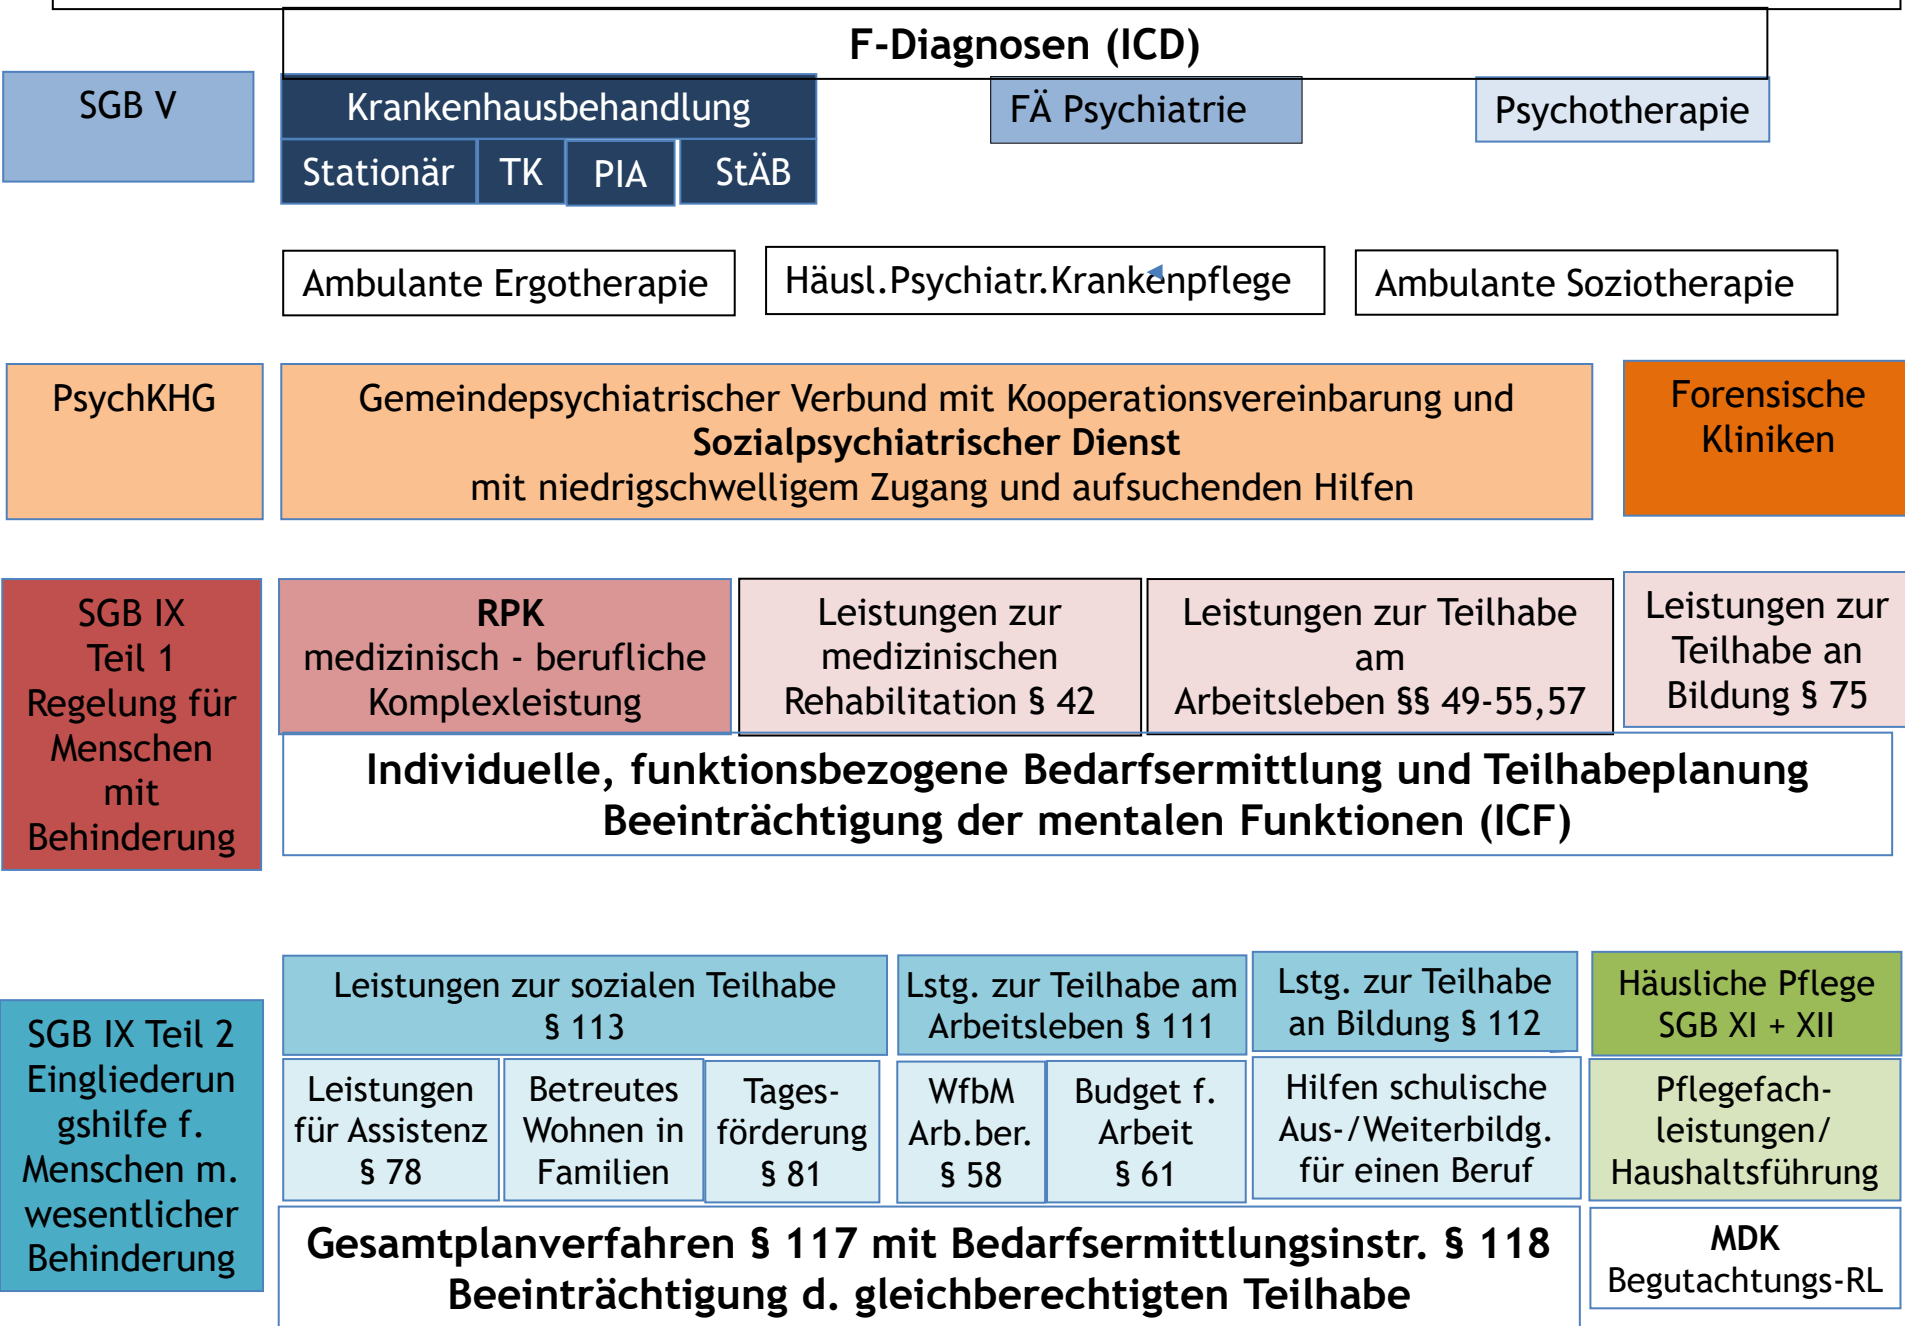 F-Diagnosen (ICD)
SGB V
Krankenhausbehandlung
FÄ Psychiatrie
Psychotherapie
Stationär
TK
PIA
StÄB
Ambulante Ergotherapie
Häusl.Psychiatr.Krankenpflege
Ambulante Soziotherapie
PsychKHG
Gemeindepsychiatrischer Verbund mit Kooperationsvereinbarung und
Sozialpsychiatrischer Dienst
mit niedrigschwelligem Zugang und aufsuchenden Hilfen
Forensische
Kliniken
SGB IX
Teil 1
Regelung für
Menschen
mit
Behinderung
RPK
medizinisch - berufliche
Komplexleistung
Leistungen zur
medizinischen
Rehabilitation § 42
Leistungen zur Teilhabe
am
Arbeitsleben §§ 49-55,57
Leistungen zur
Teilhabe an
Bildung § 75
Individuelle, funktionsbezogene Bedarfsermittlung und Teilhabeplanung
Beeinträchtigung der mentalen Funktionen (ICF)
SGB IX Teil 2
Eingliederun
gshilfe f.
Menschen m.
wesentlicher
Behinderung
Leistungen zur sozialen Teilhabe
§ 113
Lstg. zur Teilhabe am
Arbeitsleben § 111
Lstg. zur Teilhabe
an Bildung § 112
Häusliche Pflege
SGB XI + XII
Leistungen
für Assistenz
§ 78
Betreutes
Wohnen in
Familien
Tages-
förderung
§ 81
WfbM
Arb.ber.
§ 58
Budget f.
Arbeit
§ 61
Hilfen schulische
Aus-/Weiterbildg.
für einen Beruf
Pflegefach-
leistungen/
Haushaltsführung
Gesamtplanverfahren § 117 mit Bedarfsermittlungsinstr. § 118
Beeinträchtigung d. gleichberechtigten Teilhabe
MDK
Begutachtungs-RL